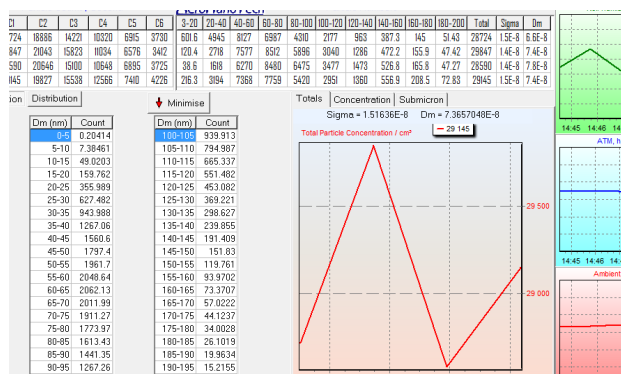 C1 C2 C3 C4 C5 C6 3-20 20-40 40-60 60-80 80-100 100-120 120-140 140-160 160-180 180-200 Total Sigma Dm
724 18886 14221 10320 6915 3730 601.6 4945 8127 6987 4310 2177 963 387.3 145 51.43 28724 1.5E-8 6.6E-8
847 21043 15823 11034 6576 3412 120.4 2718 7577 8512 5896 3040 1286 472.2 155.9 47.42 29847 1.4E-8 7.4E-8
590 20646 15100 10648 6895 3725 38.6 1618 6270 8480 6475 3477 1473 526.8 165.8 47.27 28590 1.4E-8 7.8E-8
145 19827 15538 12566 7410 4226 216.3 3194 7368 7759 5420 2951 1360 556.9 208.5 72.83 29145 1.5E-8 7.4E-8
Distribution Minimise Totals Concentration Submicron
Sigma = 1.51636E-8 Dm = 7.3657048E-8
Total Particle Concentration / cm³ 29 145
14:45 14:46 14:
ATM, h
29 500
14:45 14:46 14:
Ambient
29 000
Dm (nm) Count Dm (nm) Count
0-5 0.20414 100-105 939.913
5-10 7.38461 105-110 794.987
10-15 49.0203 110-115 665.337
15-20 159.762 115-120 551.482
20-25 355.989 120-125 453.082
25-30 627.482 125-130 369.221
30-35 943.988 130-135 298.627
35-40 1267.06 135-140 239.855
40-45 1560.6 140-145 191.409
45-50 1797.4 145-150 151.83
50-55 1961.7 150-155 119.761
55-60 2048.64 155-160 93.9702
60-65 2062.13 160-165 73.3707
65-70 2011.99 165-170 57.0222
70-75 1911.27 170-175 44.1237
75-80 1773.97 175-180 34.0028
80-85 1613.43 180-185 26.1019
85-90 1441.35 185-190 19.9634
90-95 1267.26 190-195 15.2155